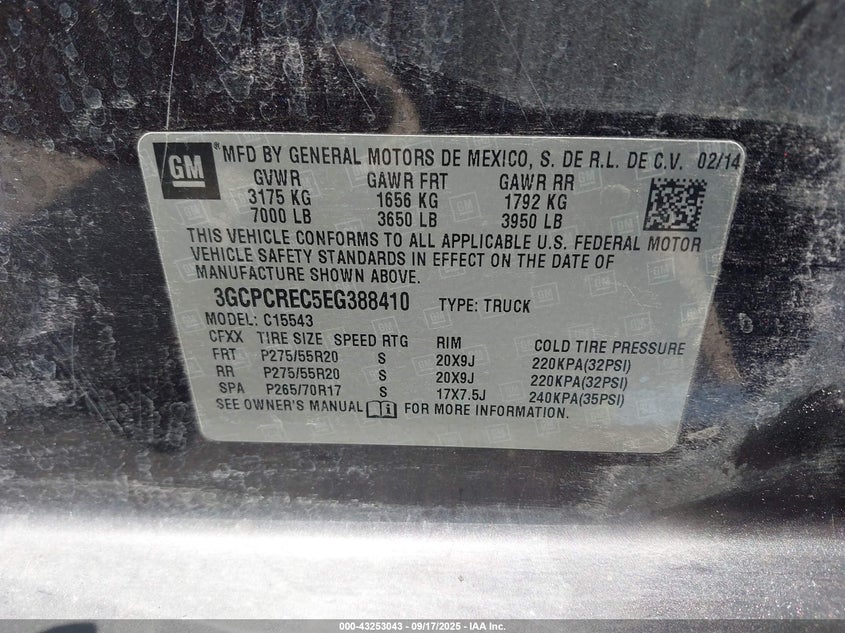 GM ® MFD BY GENERAL MOTORS DE MEXICO, S. DE R.L. DE C.V. 02/14
GVWR GAWR FRT GAWR RR
3175 KG 1656 KG 1792 KG
7000 LB 3650 LB 3950 LB
THIS VEHICLE CONFORMS TO ALL APPLICABLE U.S. FEDERAL MOTOR
VEHICLE SAFETY STANDARDS IN EFFECT ON THE DATE OF
MANUFACTURE SHOWN ABOVE.
3GCPCREC5EG388410 TYPE: TRUCK
MODEL: C15543
CFXX TIRE SIZE SPEED RTG RIM COLD TIRE PRESSURE
FRT P275/55R20 S 20X9J 220KPA(32PSI)
RR P275/55R20 S 20X9J 220KPA(32PSI)
SPA P265/70R17 S 17X7.5J 240KPA(35PSI)
SEE OWNER'S MANUAL FOR MORE INFORMATION.
000-43253043 - 09/17/2025 - IAA Inc.